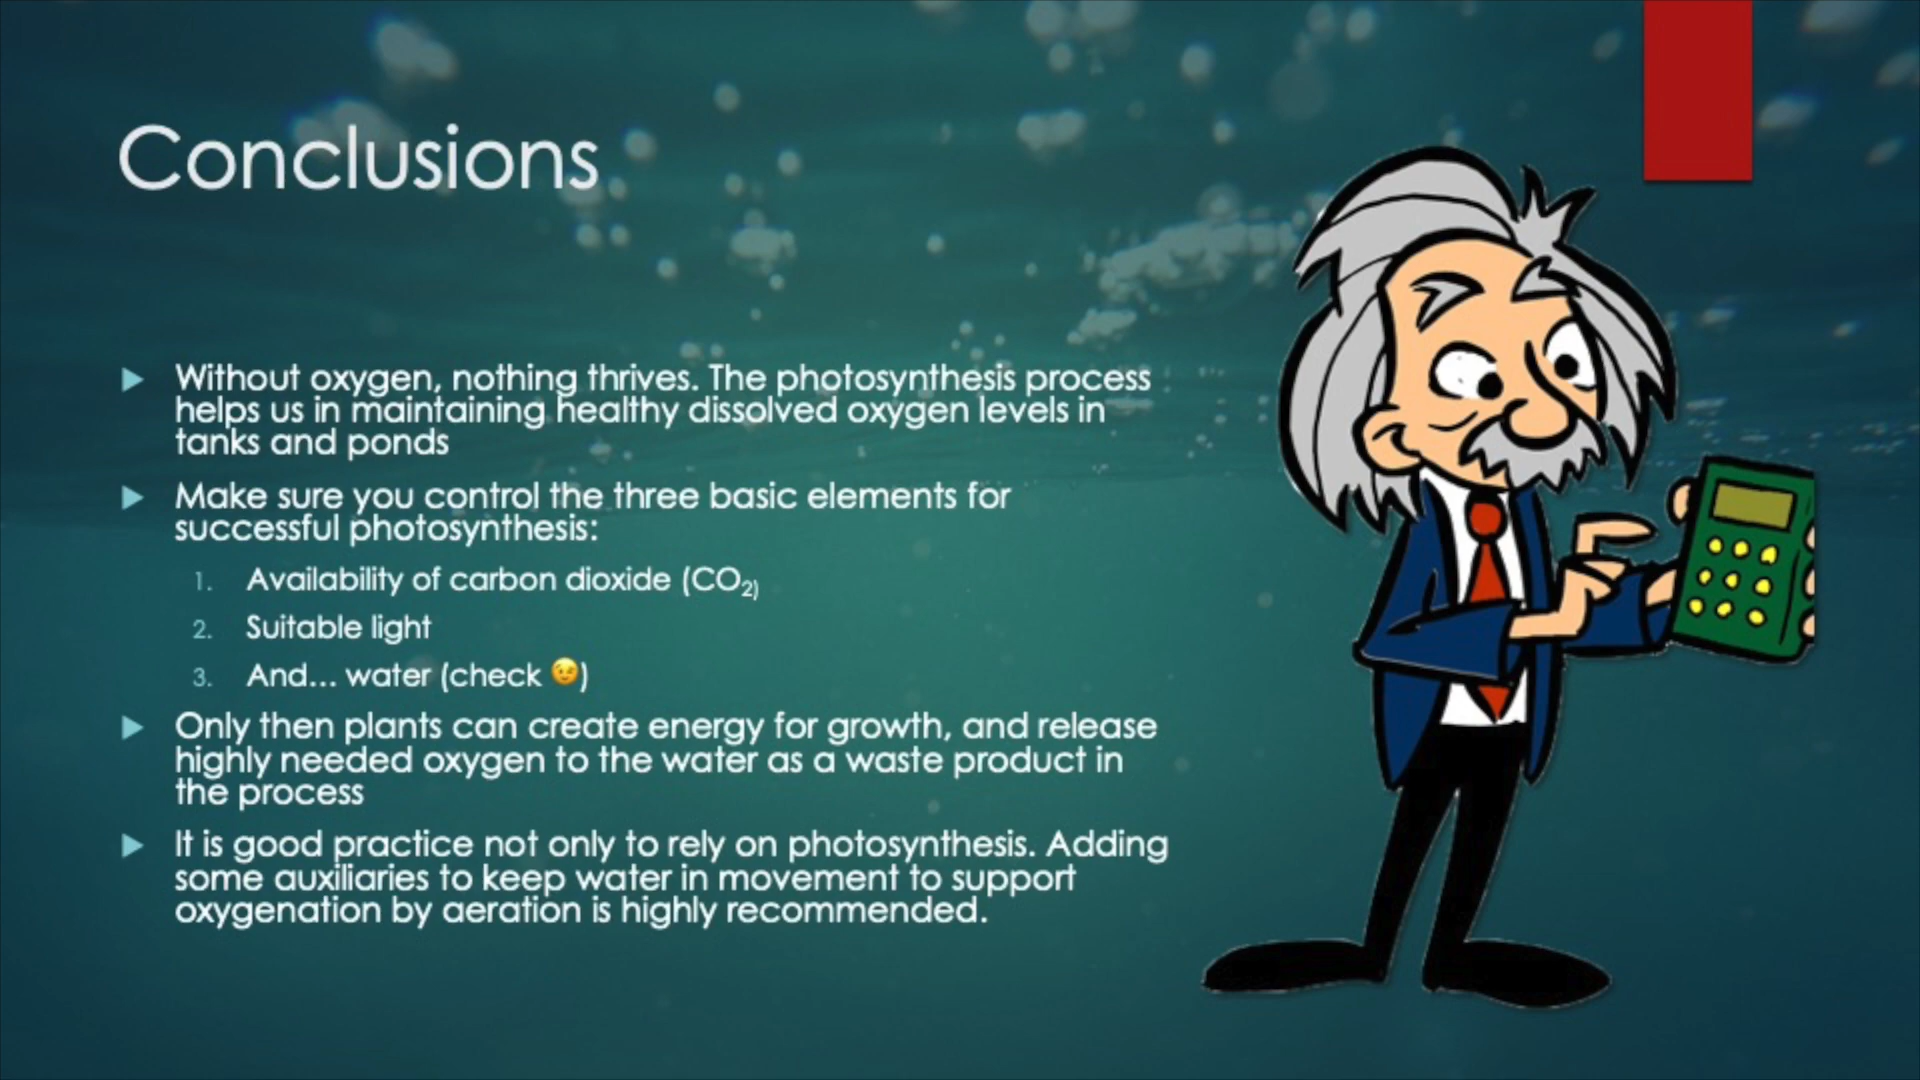 Conclusions
Without oxygen, nothing thrives. The photosynthesis process
helps us in maintaining healthy dissolved oxygen levels in
tanks and ponds
Make sure you control the three basic elements for
successful photosynthesis:
1. Availability of carbon dioxide (CO₂₎
2. Suitable light
3. And... water (check 😉)
Only then plants can create energy for growth, and release
highly needed oxygen to the water as a waste product in
the process
It is good practice not only to rely on photosynthesis. Adding
some auxiliaries to keep water in movement to support
oxygenation by aeration is highly recommended.